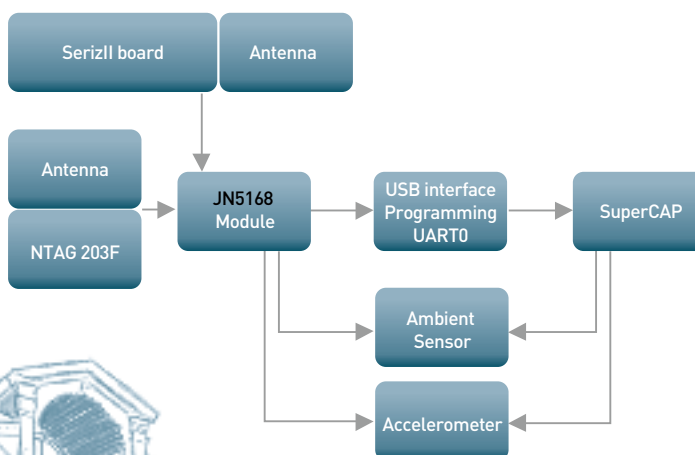 SerizII board
Antenna
Antenna
NTAG 203F
JN5168
Module
USB interface
Programming
UART0
SuperCAP
Ambient
Sensor
Accelerometer